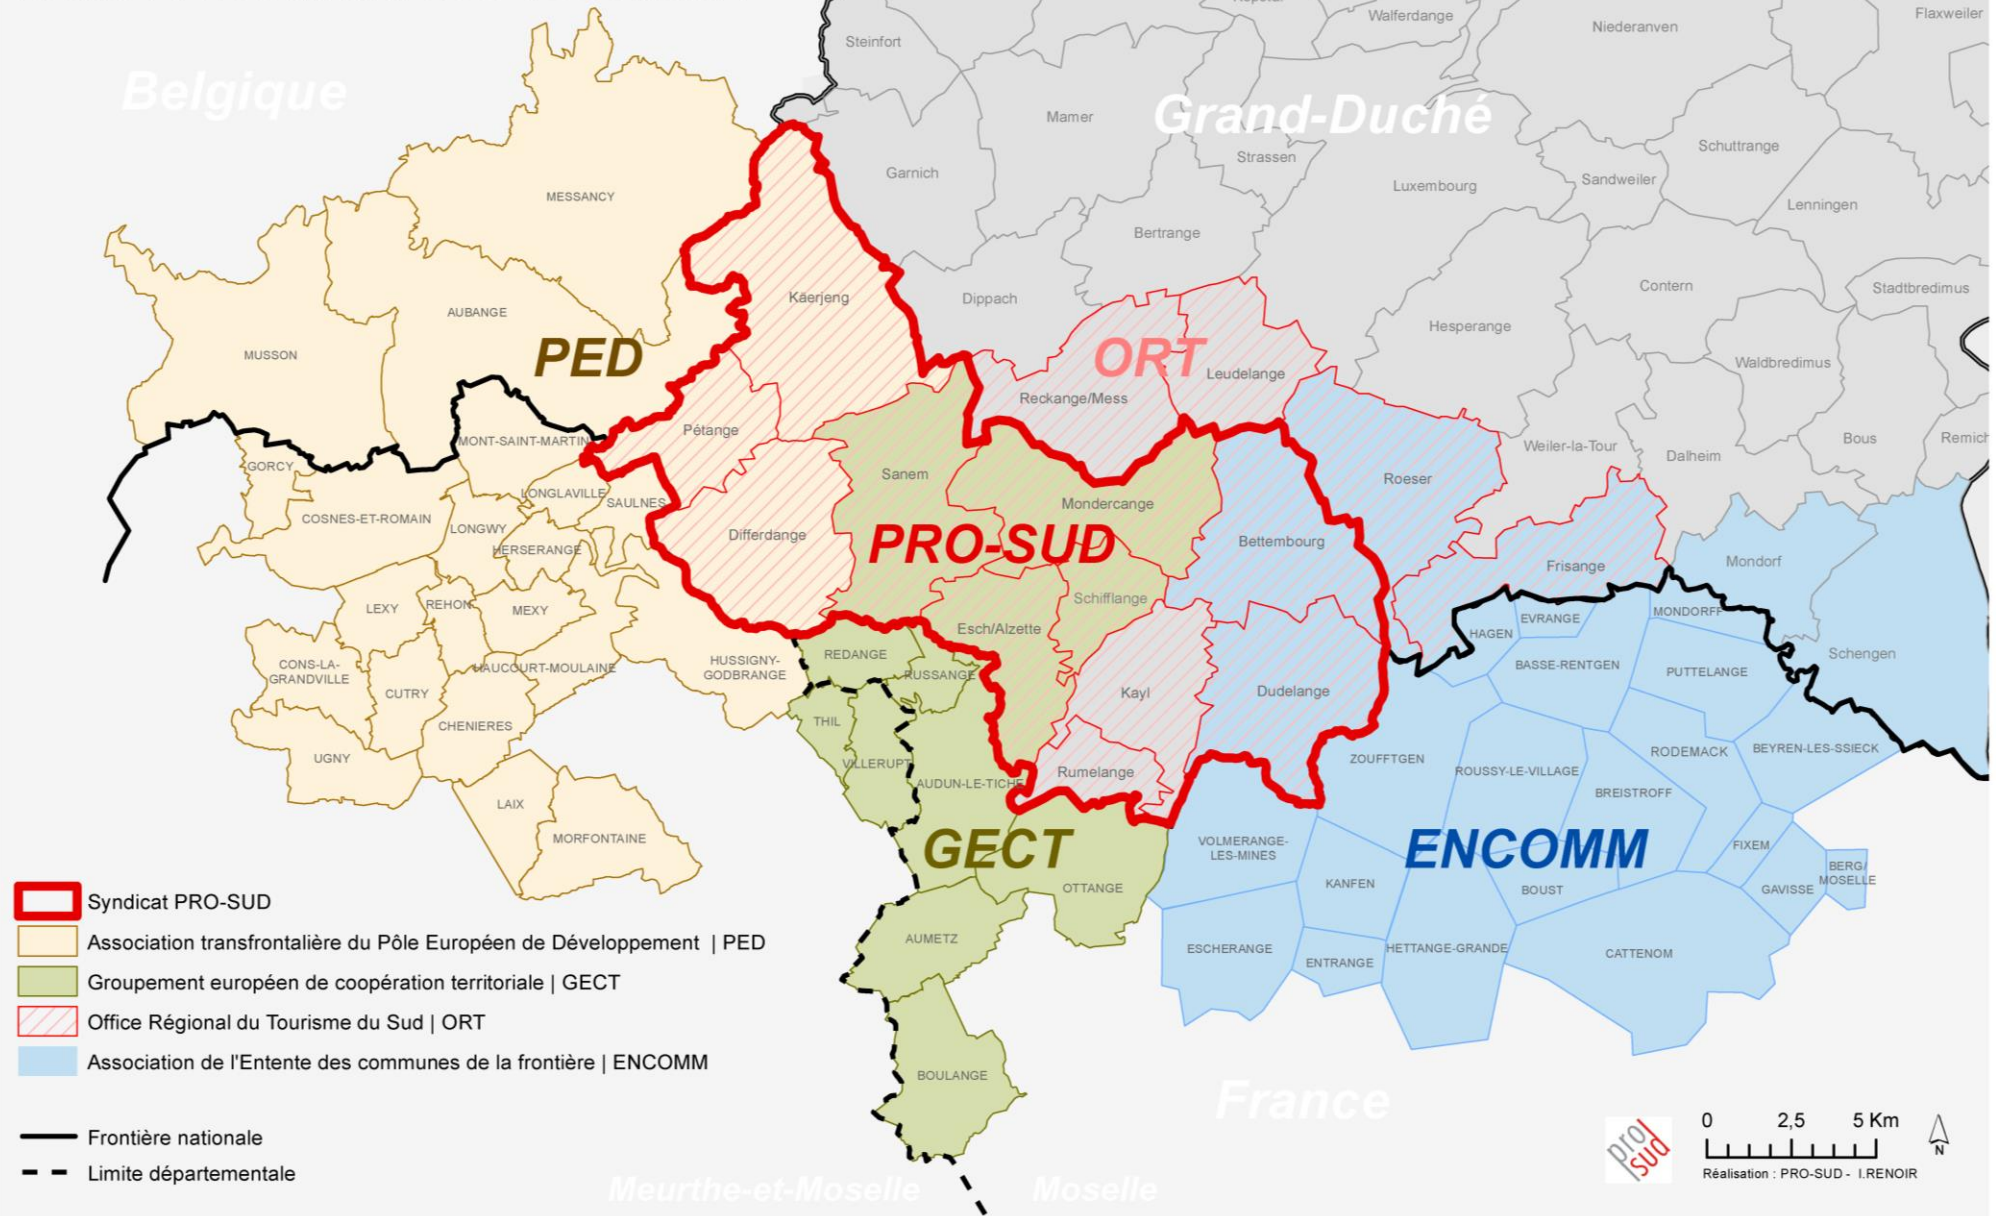 Kopstal
Walferdange
Niederanven
Flaxweiler
Steinfort
Belgique
Grand-Duché
Mamer
Strassen
Schuttrange
Garnich
Luxembourg
Sandweiler
MESSANCY
Lenningen
Bertrange
Käerjeng
Dippach
Contern
Stadtbredimus
AUBANGE
Hesperange
MUSSON
PED
ORT
Leudelange
Waldbredimus
Reckange/Mess
Pétange
MONT-SAINT-MARTIN
Weiler-la-Tour
Bous
Remich
Dalheim
GORCY
Sanem
Roeser
LONGLAVILLE
SAULNES
Mondercange
COSNES-ET-ROMAIN
LONGWY
Differdange
PRO-SUD
Bettembourg
HERSERANGE
Mondorf
Frisange
LEXY
REHON
MEXY
Schifflange
MONDORFF
EVRANGE
Esch/Alzette
HAGEN
REDANGE
Schengen
CONS-LA-
GRANDVILLE
HAUCOURT-MOULAINE
HUSSIGNY-
GODBRANGE
RUSSANGE
BASSE-RENTGEN
PUTTELANGE
CUTRY
Kayl
Dudelange
THIL
CHENIERES
UGNY
VILLERUPT
ZOUFFTGEN
RODEMACK
BEYREN-LES-SSIECK
Rumelange
ROUSSY-LE-VILLAGE
AUDUN-LE-TICHE
BREISTROFF
LAIX
MORFONTAINE
GECT
VOLMERANGE-
LES-MINES
ENCOMM
FIXEM
BERG/
MOSELLE
KANFEN
OTTANGE
BOUST
GAVISSE
AUMETZ
ESCHERANGE
ENTRANGE
HETTANGE-GRANDE
CATTENOM
BOULANGE
France
Meurthe-et-Moselle
Moselle
Syndicat PRO-SUD
Association transfrontalière du Pôle Européen de Développement | PED
Groupement européen de coopération territoriale | GECT
Office Régional du Tourisme du Sud | ORT
Association de l'Entente des communes de la frontière | ENCOMM
Frontière nationale
Limite départementale
pro
sud
0 2,5 5 Km
N
Réalisation : PRO-SUD - I.RENOIR